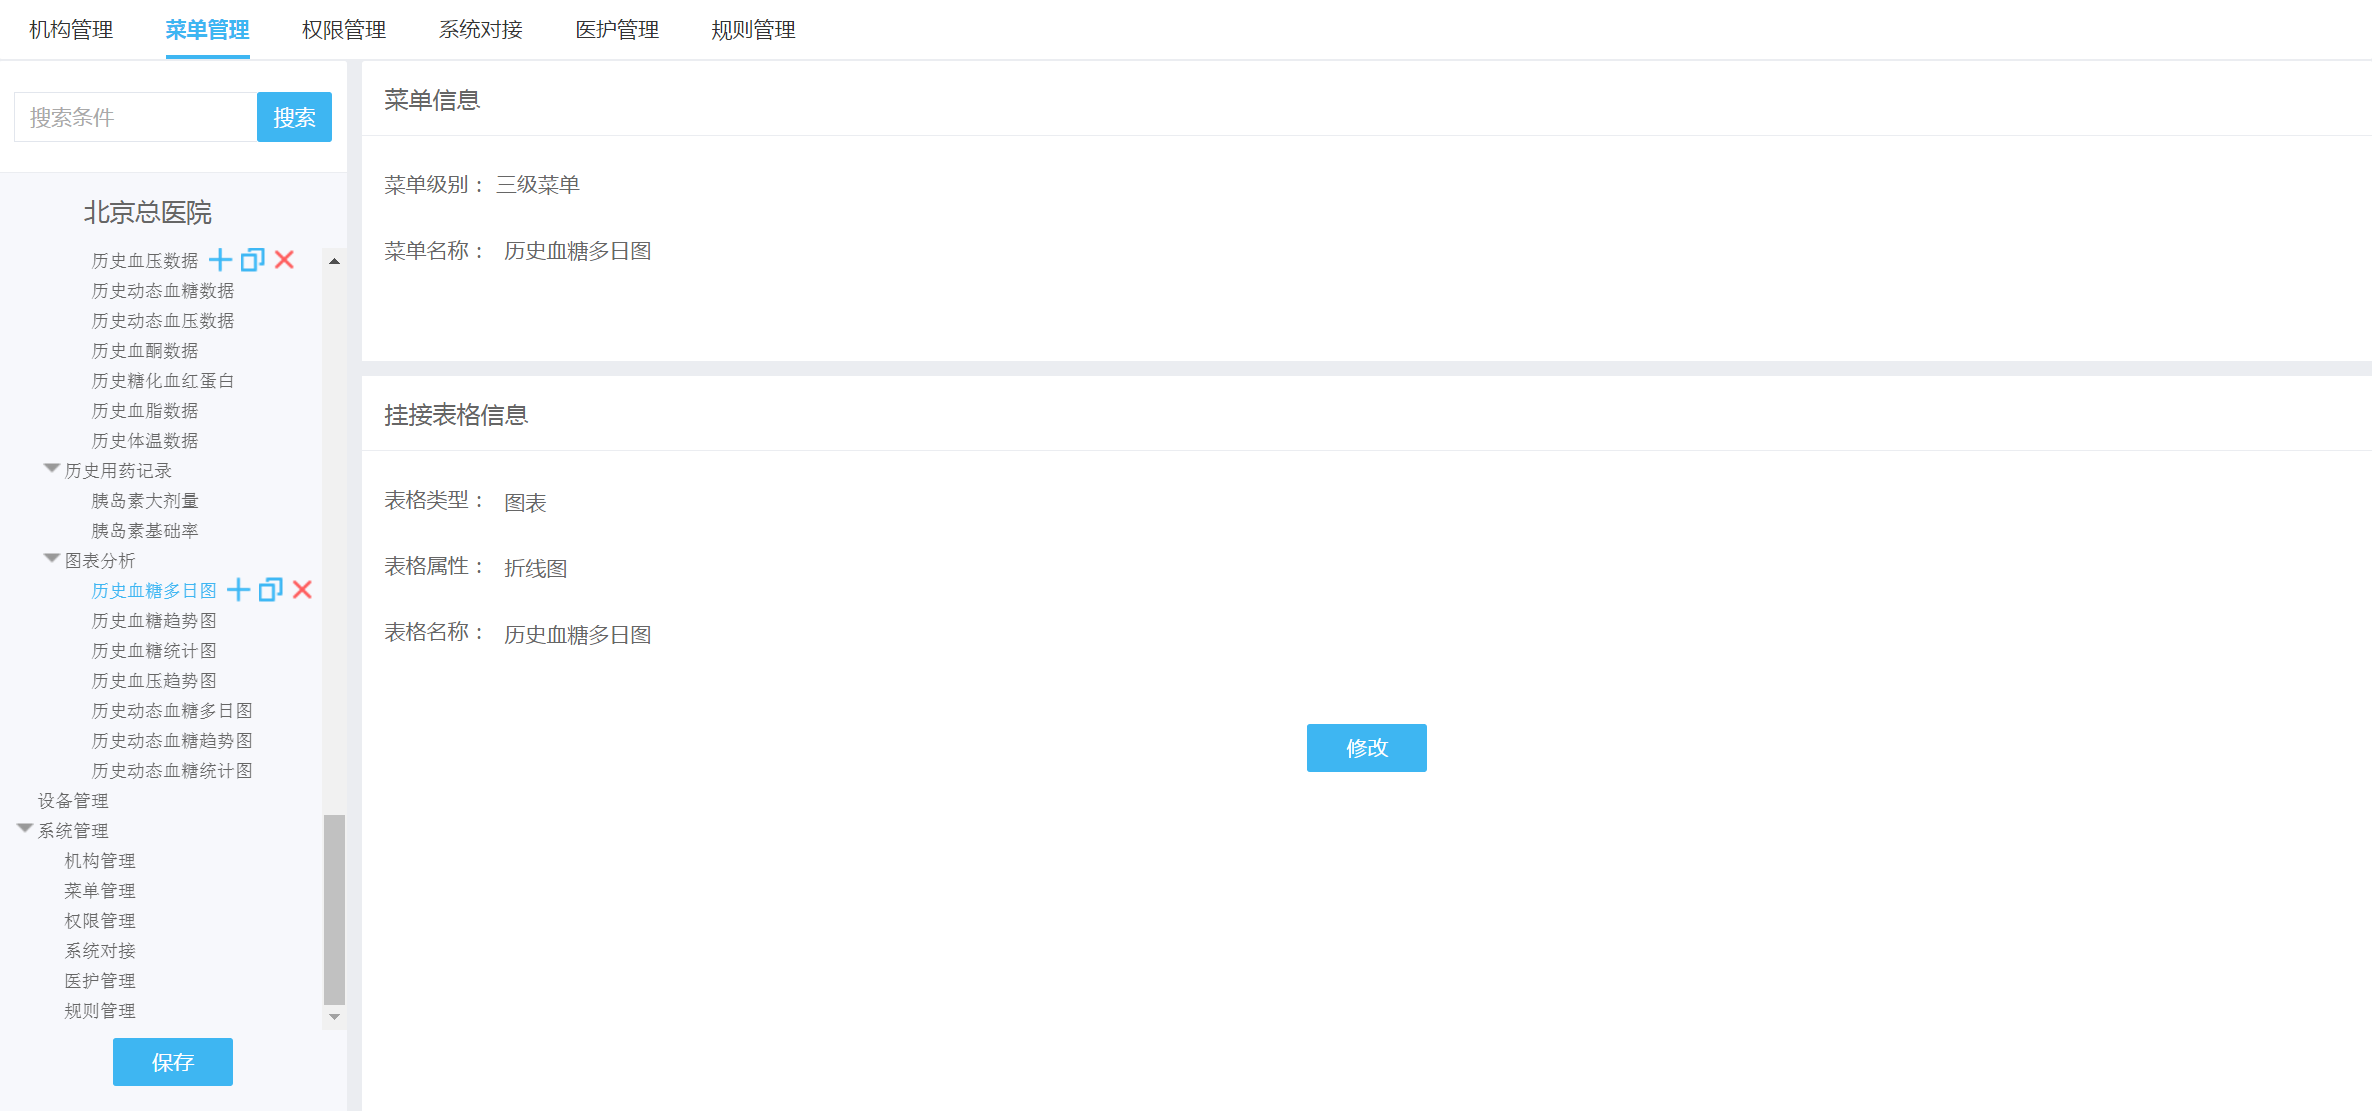 机构管理 菜单管理 权限管理 系统对接 医护管理 规则管理
搜索条件 搜索
北京总医院
历史血压数据
历史动态血糖数据
历史动态血压数据
历史血酮数据
历史糖化血红蛋白
历史血脂数据
历史体温数据
历史用药记录
胰岛素大剂量
胰岛素基础率
图表分析
历史血糖多日图
历史血糖趋势图
历史血糖统计图
历史血压趋势图
历史动态血糖多日图
历史动态血糖趋势图
历史动态血糖统计图
设备管理
系统管理
机构管理
菜单管理
权限管理
系统对接
医护管理
规则管理
保存
菜单信息
菜单级别： 三级菜单
菜单名称： 历史血糖多日图
挂接表格信息
表格类型： 图表
表格属性： 折线图
表格名称： 历史血糖多日图
修改